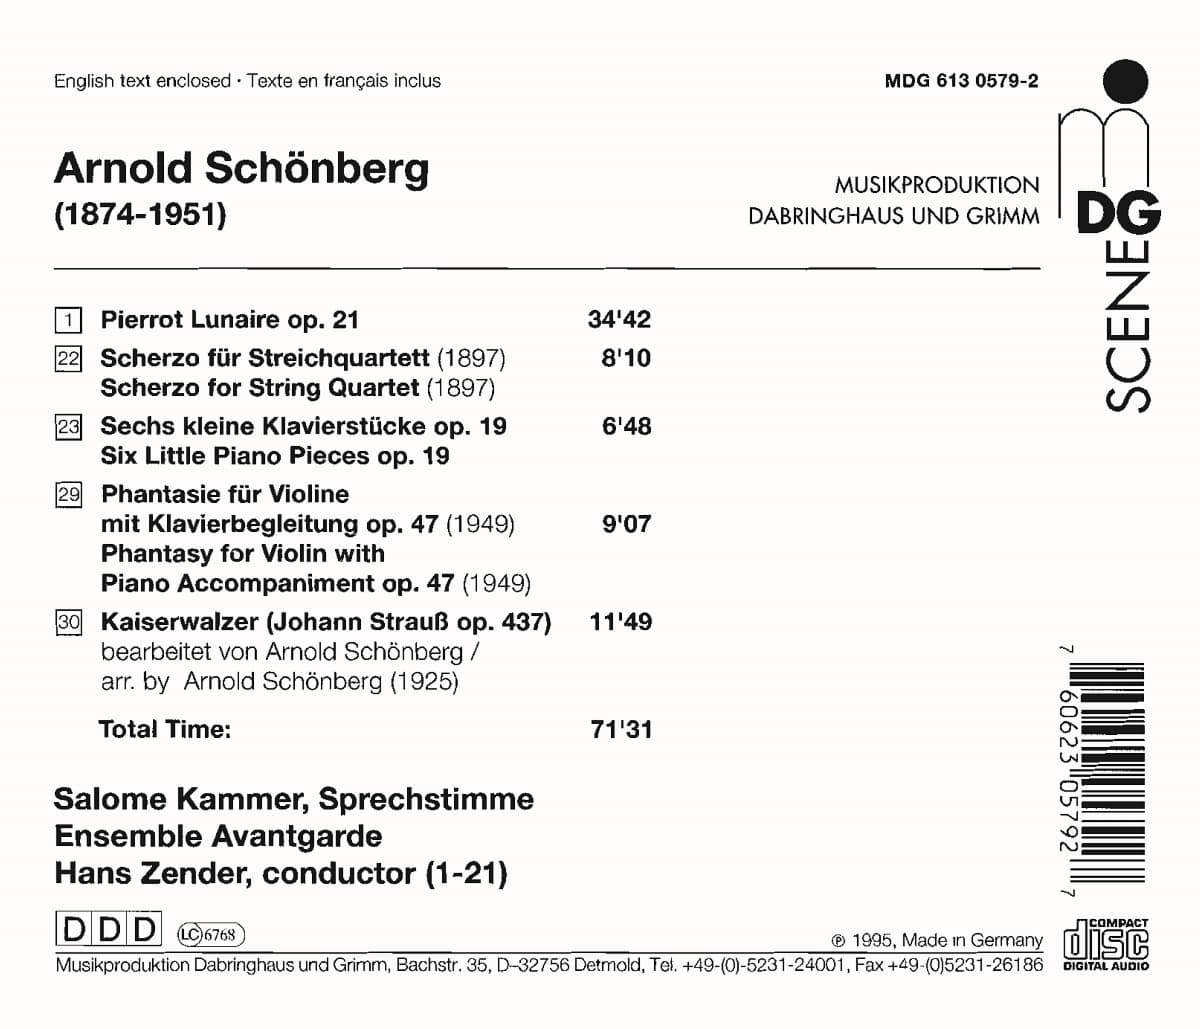 English text enclosed · Texte en français inclus
MDG 613 0579-2
Arnold Schönberg
(1874-1951)
MUSIKPRODUKTION
DABRINGHAUS UND GRIMM
m
DG
SCENE
1 Pierrot Lunaire op. 21 34'42
22 Scherzo für Streichquartett (1897) 8'10
Scherzo for String Quartet (1897)
23 Sechs kleine Klavierstücke op. 19 6'48
Six Little Piano Pieces op. 19
29 Phantasie für Violine
mit Klavierbegleitung op. 47 (1949) 9'07
Phantasy for Violin with
Piano Accompaniment op. 47 (1949)
30 Kaiserwalzer (Johann Strauß op. 437) 11'49
bearbeitet von Arnold Schönberg /
arr. by Arnold Schönberg (1925)
Total Time: 71'31
Salome Kammer, Sprechstimme
Ensemble Avantgarde
Hans Zender, conductor (1-21)
7 60623 05792 7
DDD LC 6768
℗ 1995, Made in Germany
Musikproduktion Dabringhaus und Grimm, Bachstr. 35, D–32756 Detmold, Tel. +49-(0)-5231-24001, Fax +49-(0)5231-26186
COMPACT
disc
DIGITAL AUDIO